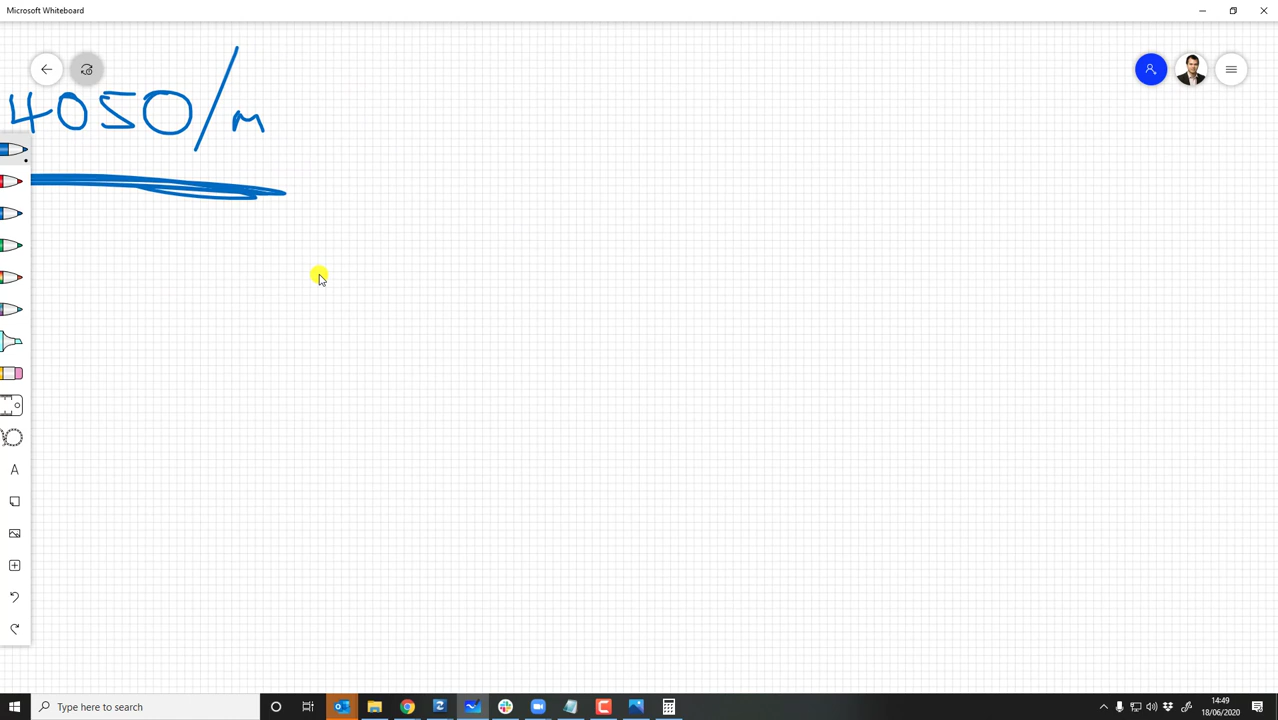 Microsoft Whiteboard
4050/m
A
Type here to search
14:49
18/06/2020